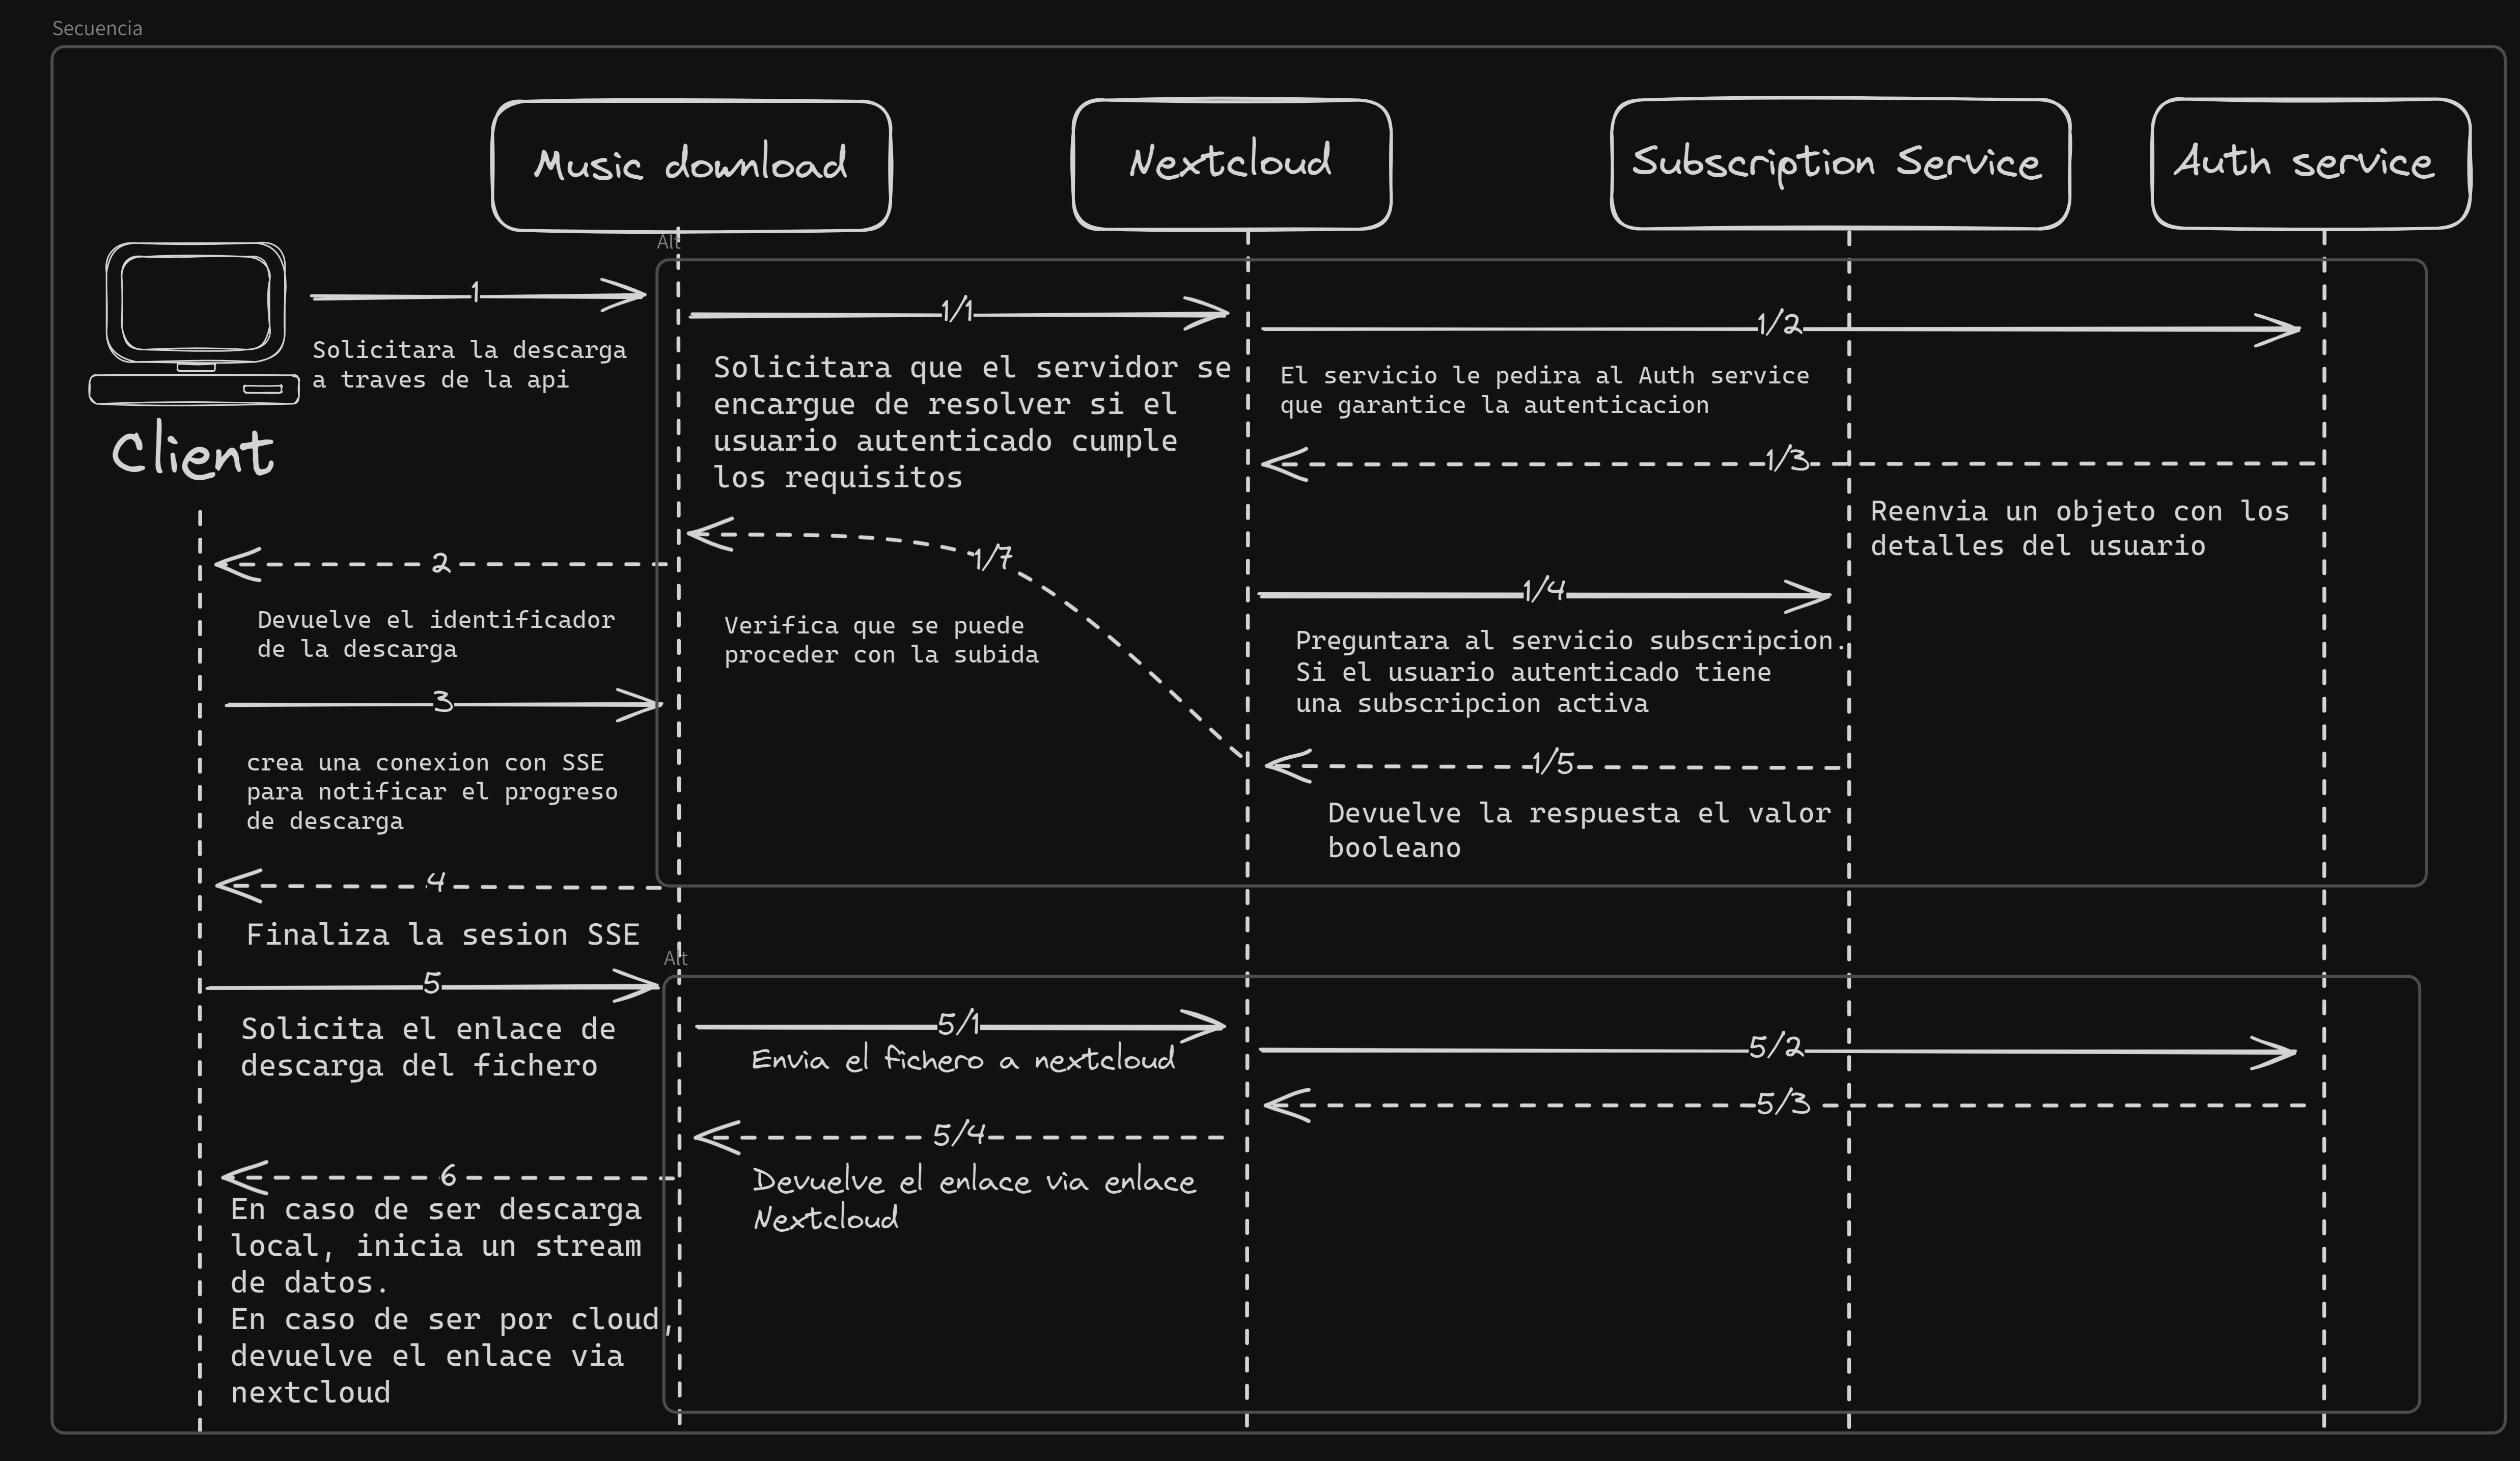 Secuencia
Music download
Nextcloud
Subscription Service
Auth service
Alt
1
Solicitara la descarga
a traves de la api
Client
1/1
Solicitara que el servidor se
encargue de resolver si el
usuario autenticado cumple
los requisitos
1/2
El servicio le pedira al Auth service
que garantice la autenticacion
1/3
Reenvia un objeto con los
detalles del usuario
1/7
Verifica que se puede
proceder con la subida
1/4
Preguntara al servicio subscripcion.
Si el usuario autenticado tiene
una subscripcion activa
1/5
Devuelve la respuesta el valor
booleano
2
Devuelve el identificador
de la descarga
3
crea una conexion con SSE
para notificar el progreso
de descarga
4
Finaliza la sesion SSE
Alt
5
Solicita el enlace de
descarga del fichero
5/1
Envia el fichero a nextcloud
5/2
5/3
5/4
Devuelve el enlace via enlace
Nextcloud
6
En caso de ser descarga
local, inicia un stream
de datos.
En caso de ser por cloud,
devuelve el enlace via
nextcloud